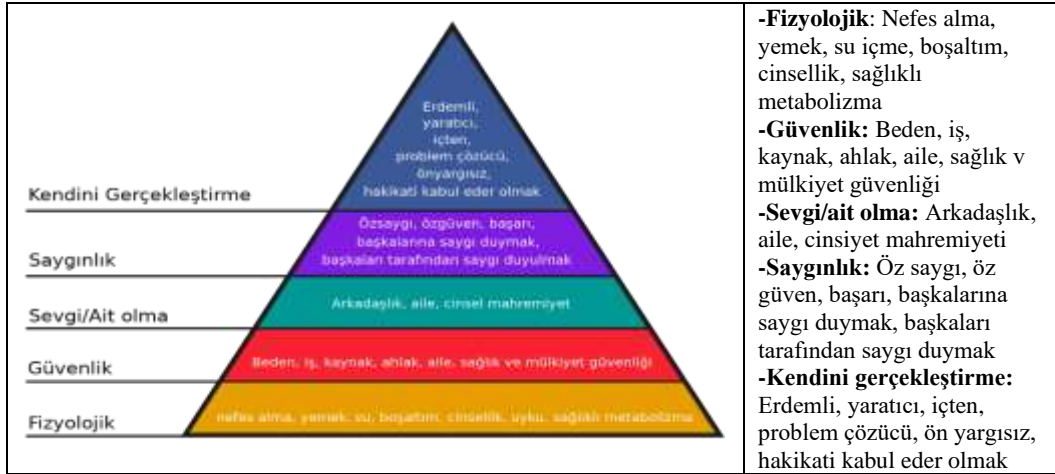 Erdemli,
yaratıcı,
içten,
problem çözücü,
önyargısız,
hakikati kabul eder olmak
Kendini Gerçekleştirme
Özsaygı, özgüven, başarı,
başkalarına saygı duymak,
başkaları tarafından saygı duyulmak
Saygınlık
Arkadaşlık, aile, cinsel mahremiyet
Sevgi/Ait olma
Beden, iş, kaynak, ahlak, aile, sağlık ve mülkiyet güvenliği
Güvenlik
nefes alma, yemek, su, boşaltım, cinsellik, uyku, sağlıklı metabolizma
Fizyolojik
-Fizyolojik: Nefes alma,
yemek, su içme, boşaltım,
cinsellik, sağlıklı
metabolizma
-Güvenlik: Beden, iş,
kaynak, ahlak, aile, sağlık v
mülkiyet güvenliği
-Sevgi/ait olma: Arkadaşlık,
aile, cinsiyet mahremiyeti
-Saygınlık: Öz saygı, öz
güven, başarı, başkalarına
saygı duymak, başkaları
tarafından saygı duymak
-Kendini gerçekleştirme:
Erdemli, yaratıcı, içten,
problem çözücü, ön yargısız,
hakikati kabul eder olmak